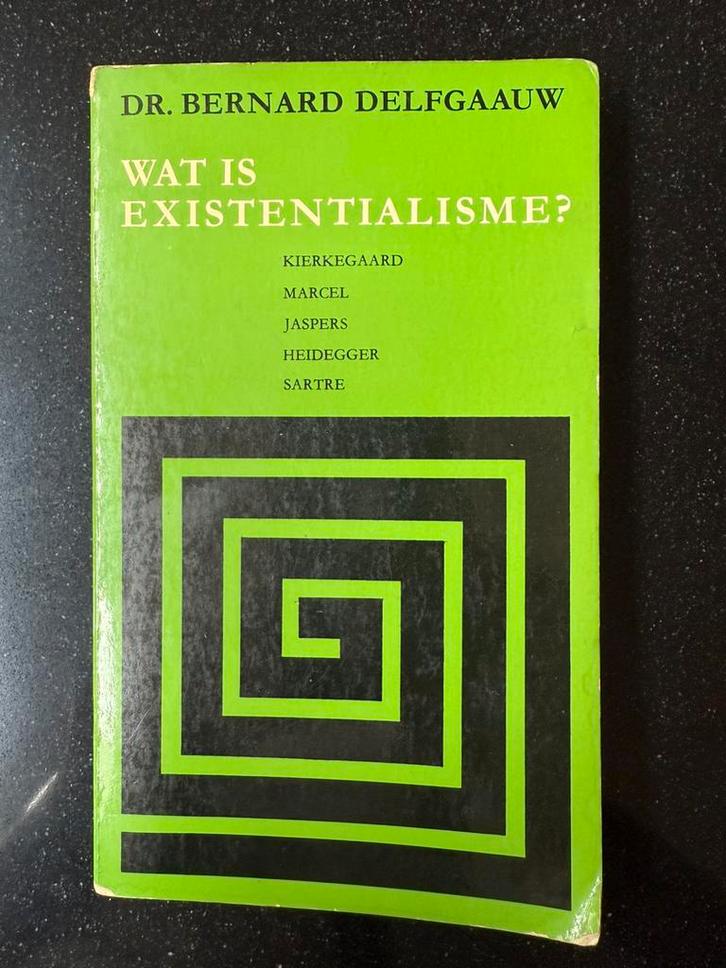 DR. BERNARD DELFGAAUW
WAT IS
EXISTENTIALISME?
KIERKEGAARD
MARCEL
JASPERS
HEIDEGGER
SARTRE